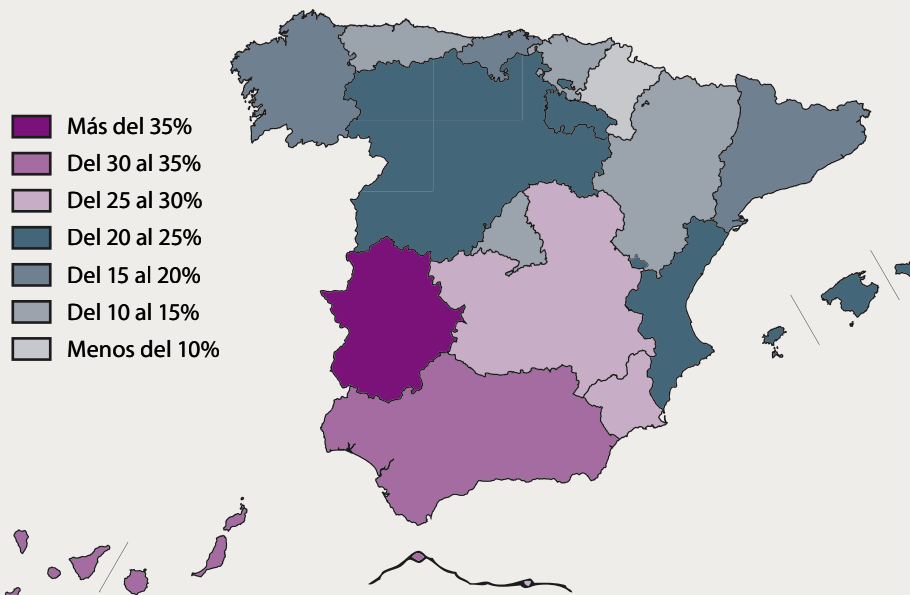 Más del 35%
Del 30 al 35%
Del 25 al 30%
Del 20 al 25%
Del 15 al 20%
Del 10 al 15%
Menos del 10%